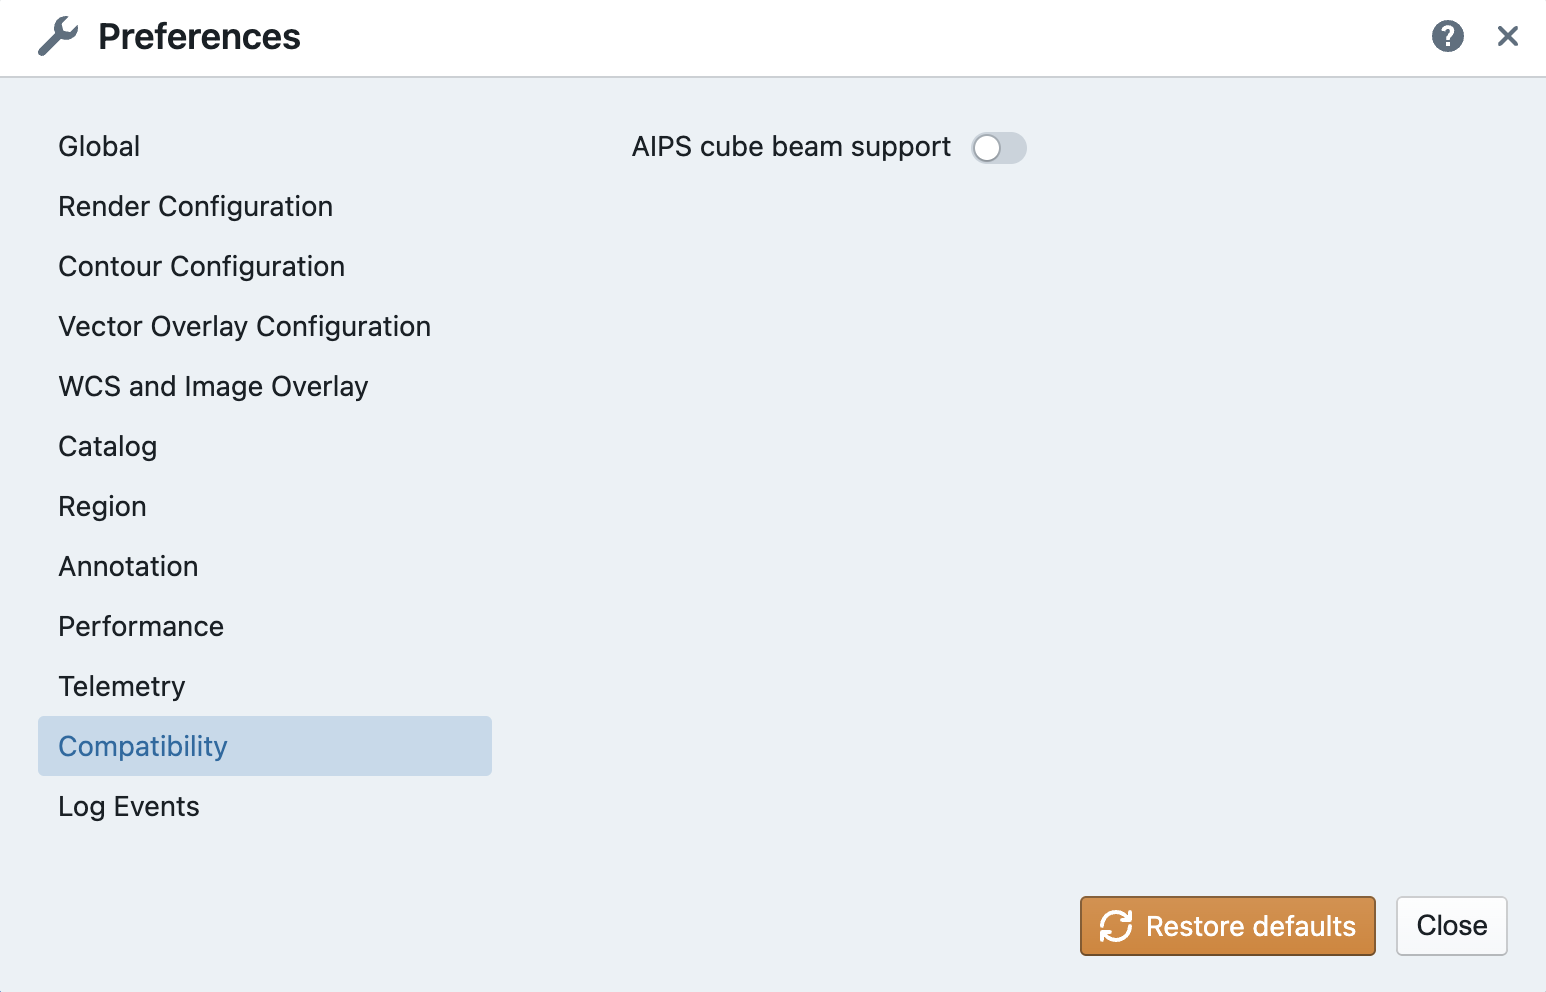 Preferences
Global
AIPS cube beam support
Render Configuration
Contour Configuration
Vector Overlay Configuration
WCS and Image Overlay
Catalog
Region
Annotation
Performance
Telemetry
Compatibility
Log Events
Restore defaults
Close